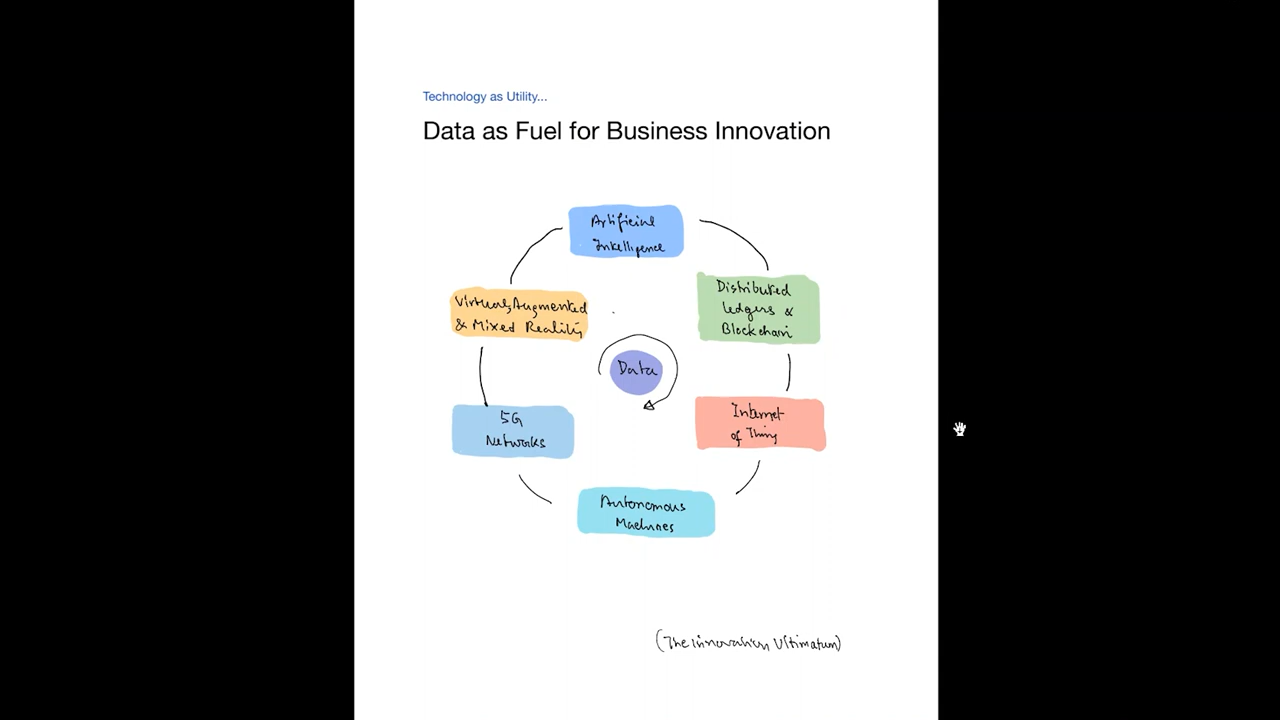 Technology as Utility...
Data as Fuel for Business Innovation
Artificial
Intelligence
Distributed
Ledgers &
Blockchain
Virtual, Augmented
& Mixed Reality
Data
Internet
of Thing
5G
Networks
Autonomous
Machines
(The Innovation Ultimatum)